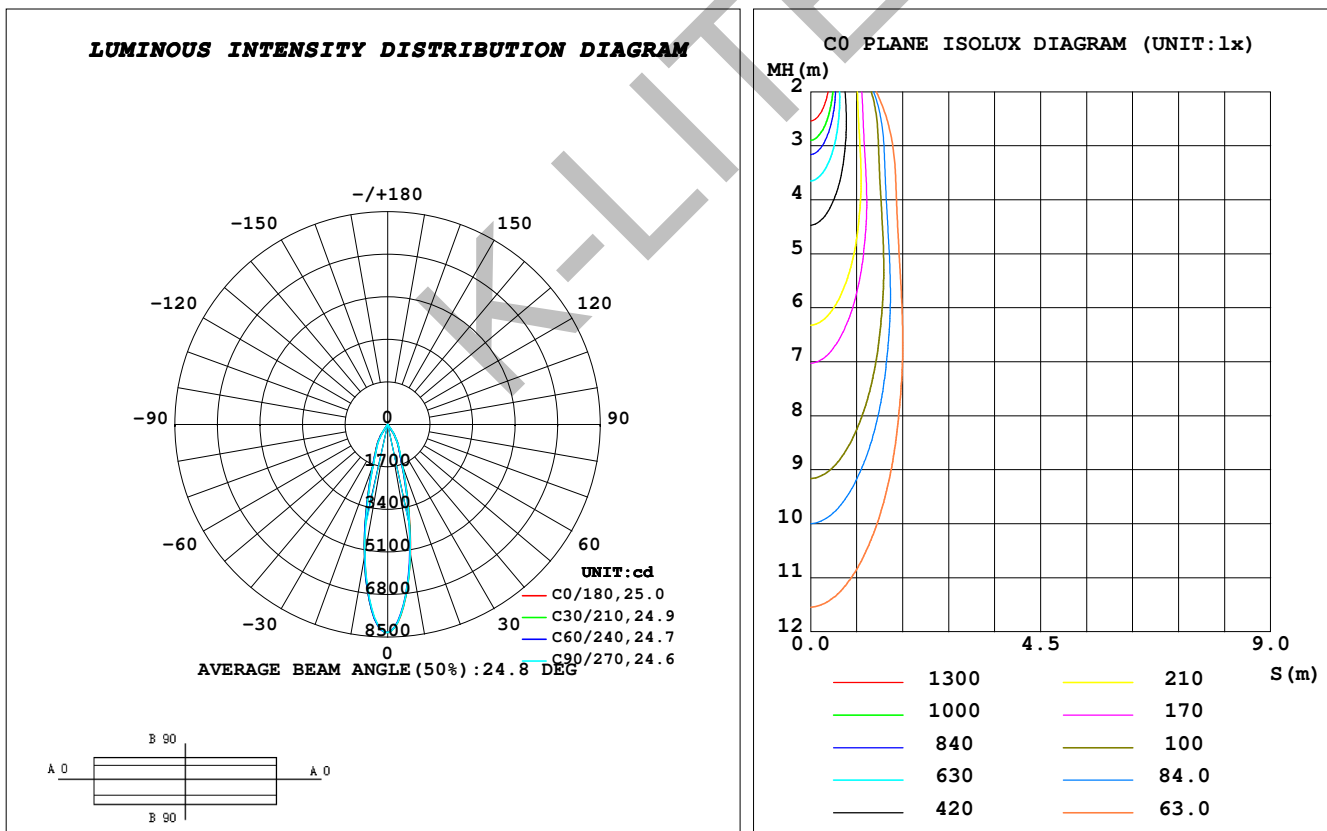 LUMINOUS INTENSITY DISTRIBUTION DIAGRAM
-/+180
-150
150
-120
120
-90
90
-60
60
-30
30
0
0
1700
3400
5100
6800
8500
UNIT:cd
C0/180,25.0
C30/210,24.9
C60/240,24.7
C90/270,24.6
AVERAGE BEAM ANGLE(50%):24.8 DEG
B 90
A 0
A 0
B 90
K-LITE
C0 PLANE ISOLUX DIAGRAM (UNIT:lx)
MH(m)
2
3
4
5
6
7
8
9
10
11
12
0.0
4.5
9.0
S(m)
1300
1000
840
630
420
210
170
100
84.0
63.0